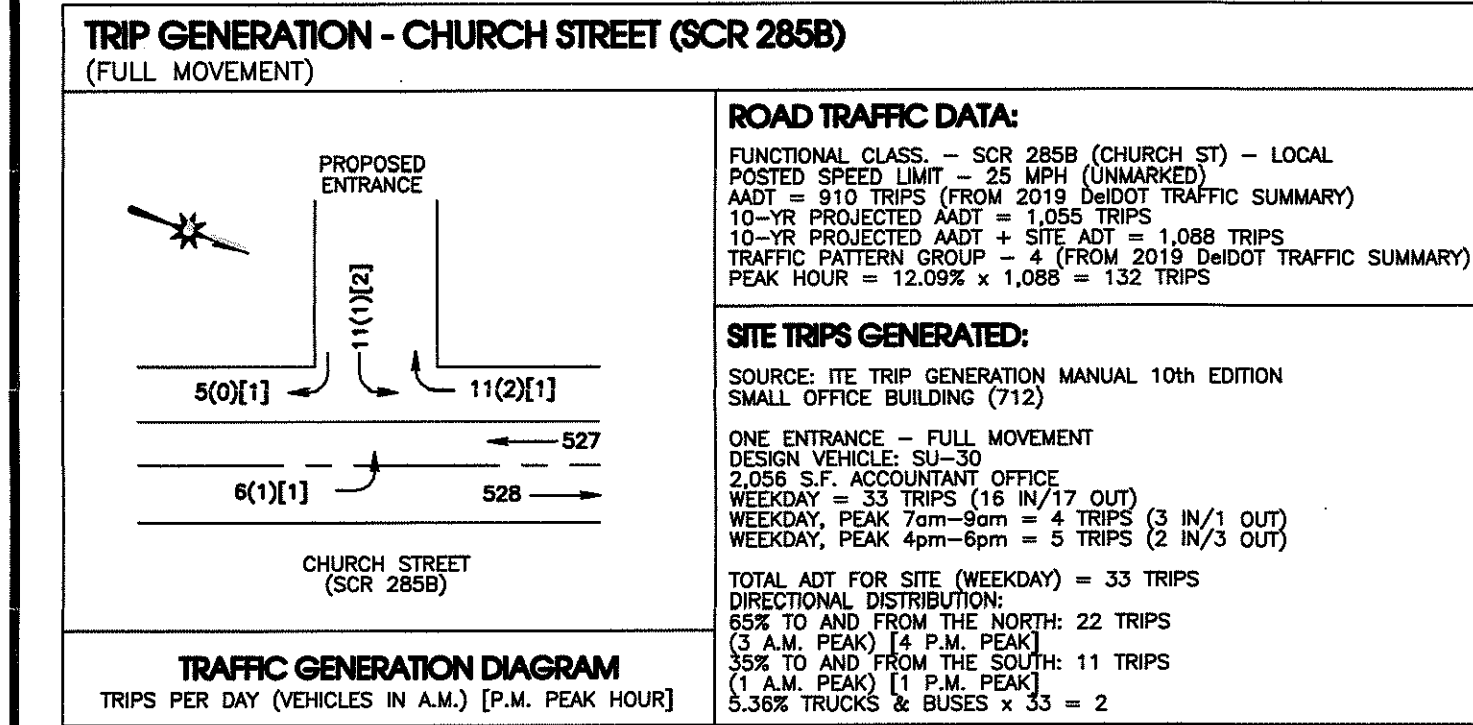 TRIP GENERATION - CHURCH STREET (SCR 285B)
(FULL MOVEMENT)
PROPOSED
ENTRANCE
11(1)[2]
5(0)[1]
11(2)[1]
527
6(1)[1]
528
CHURCH STREET
(SCR 285B)
TRAFFIC GENERATION DIAGRAM
TRIPS PER DAY (VEHICLES IN A.M.) [P.M. PEAK HOUR]
ROAD TRAFFIC DATA:
FUNCTIONAL CLASS. – SCR 285B (CHURCH ST) – LOCAL
POSTED SPEED LIMIT – 25 MPH (UNMARKED)
AADT = 910 TRIPS (FROM 2019 DelDOT TRAFFIC SUMMARY)
10–YR PROJECTED AADT = 1,055 TRIPS
10–YR PROJECTED AADT + SITE ADT = 1,088 TRIPS
TRAFFIC PATTERN GROUP – 4 (FROM 2019 DelDOT TRAFFIC SUMMARY)
PEAK HOUR = 12.09% x 1,088 = 132 TRIPS
SITE TRIPS GENERATED:
SOURCE: ITE TRIP GENERATION MANUAL 10th EDITION
SMALL OFFICE BUILDING (712)
ONE ENTRANCE – FULL MOVEMENT
DESIGN VEHICLE: SU–30
2,056 S.F. ACCOUNTANT OFFICE
WEEKDAY = 33 TRIPS (16 IN/17 OUT)
WEEKDAY, PEAK 7am–9am = 4 TRIPS (3 IN/1 OUT)
WEEKDAY, PEAK 4pm–6pm = 5 TRIPS (2 IN/3 OUT)
TOTAL ADT FOR SITE (WEEKDAY) = 33 TRIPS
DIRECTIONAL DISTRIBUTION:
65% TO AND FROM THE NORTH: 22 TRIPS
(3 A.M. PEAK) [4 P.M. PEAK]
35% TO AND FROM THE SOUTH: 11 TRIPS
(1 A.M. PEAK) [1 P.M. PEAK]
5.36% TRUCKS & BUSES x 33 = 2